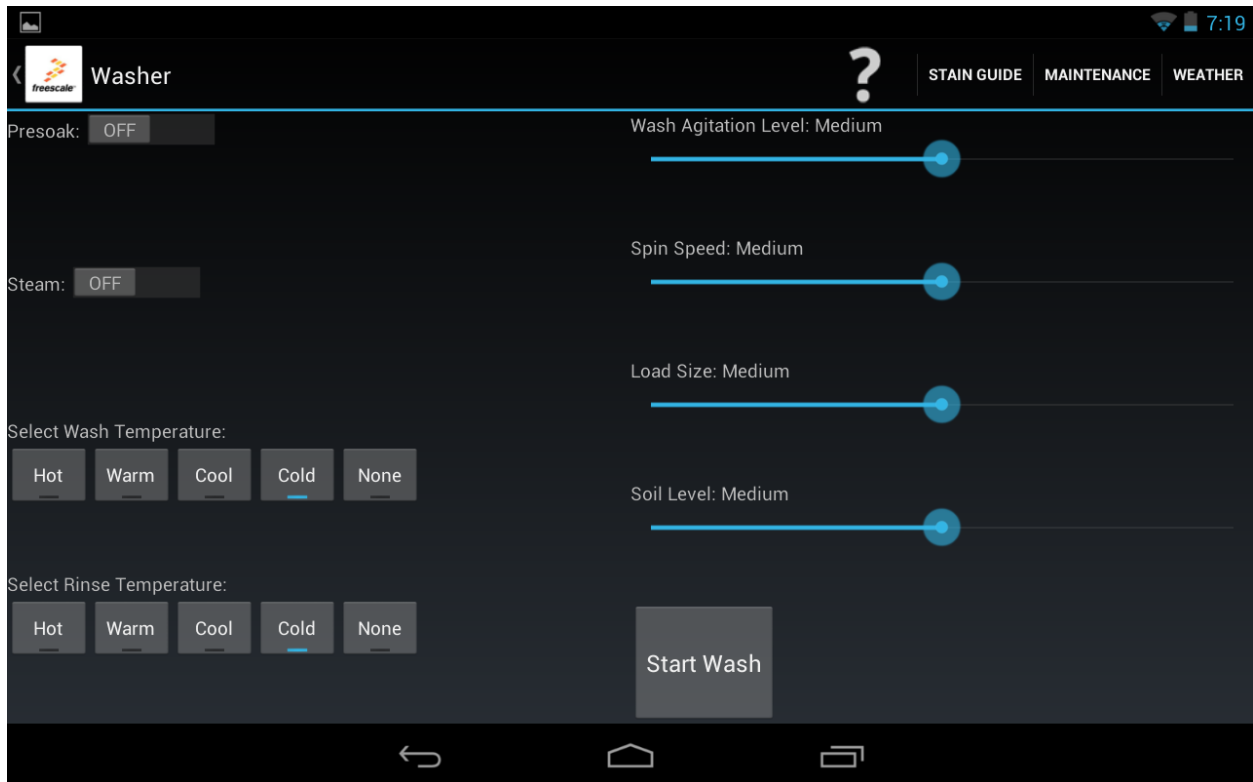 7:19
freescale
Washer
?
STAIN GUIDE
MAINTENANCE
WEATHER
Presoak: OFF
Steam: OFF
Select Wash Temperature:
Hot Warm Cool Cold None
Select Rinse Temperature:
Hot Warm Cool Cold None
Wash Agitation Level: Medium
Spin Speed: Medium
Load Size: Medium
Soil Level: Medium
Start Wash